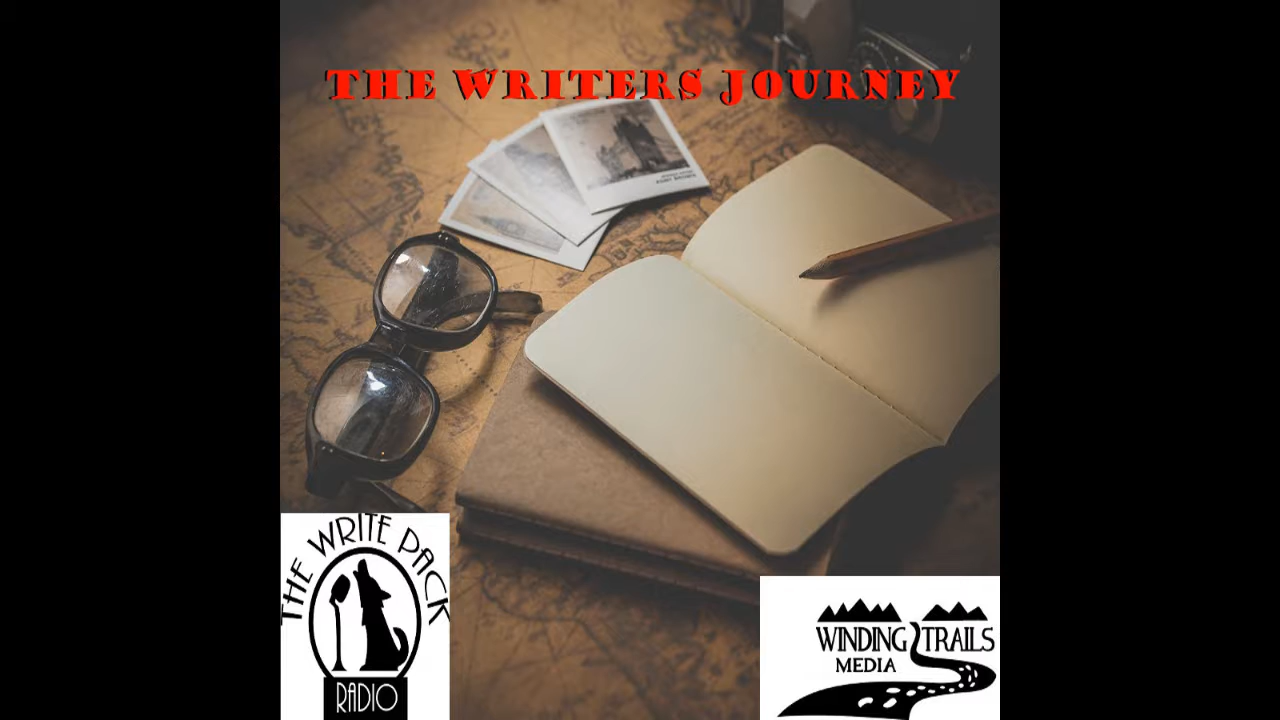 THE WRITERS JOURNEY
THE WRITE PACK
RADIO
WINDING TRAILS
MEDIA